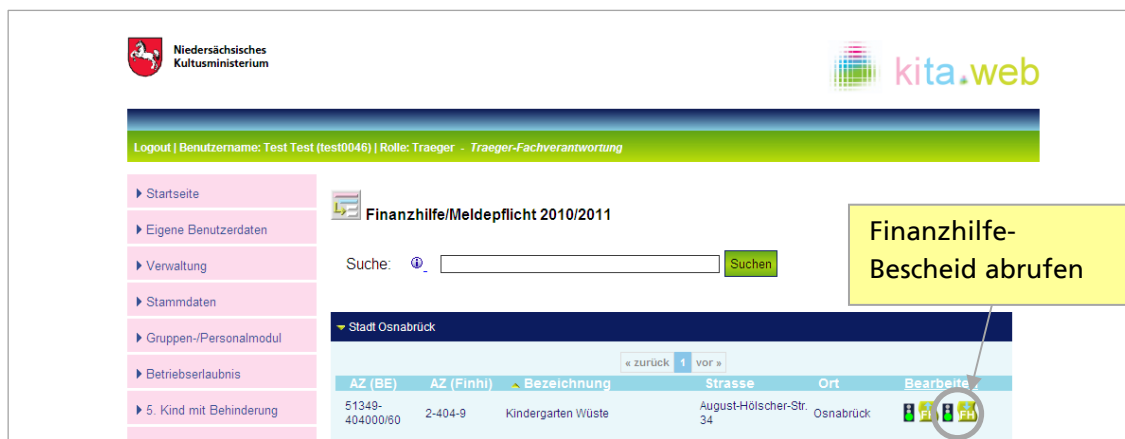 Niedersächsisches
Kultusministerium
kita.web
Logout | Benutzername: Test Test (test0046) | Rolle: Traeger - Traeger-Fachverantwortung
Startseite
Eigene Benutzerdaten
Verwaltung
Stammdaten
Gruppen-/Personalmodul
Betriebserlaubnis
5. Kind mit Behinderung
Finanzhilfe/Meldepflicht 2010/2011
Suche:
Suchen
Finanzhilfe-
Bescheid abrufen
Stadt Osnabrück
« zurück 1 vor »
AZ (BE) AZ (Finhi) Bezeichnung Strasse Ort Bearbeiten
51349-
404000/60 2-404-9 Kindergarten Wüste August-Hölscher-Str.
34 Osnabrück FH